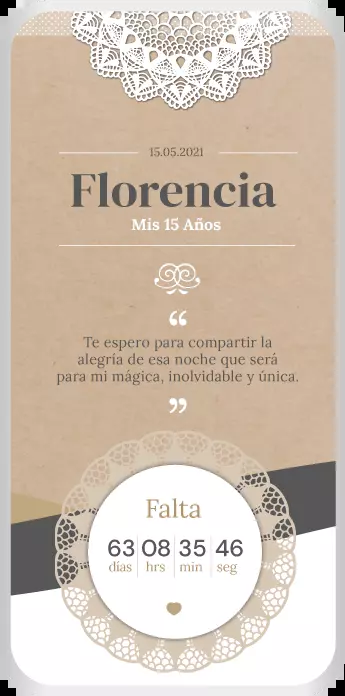 15.05.2021
Florencia
Mis 15 Años
“
Te espero para compartir la
alegría de esa noche que será
para mi mágica, inolvidable y única.
”
Falta
63 08 35 46
días hrs min seg